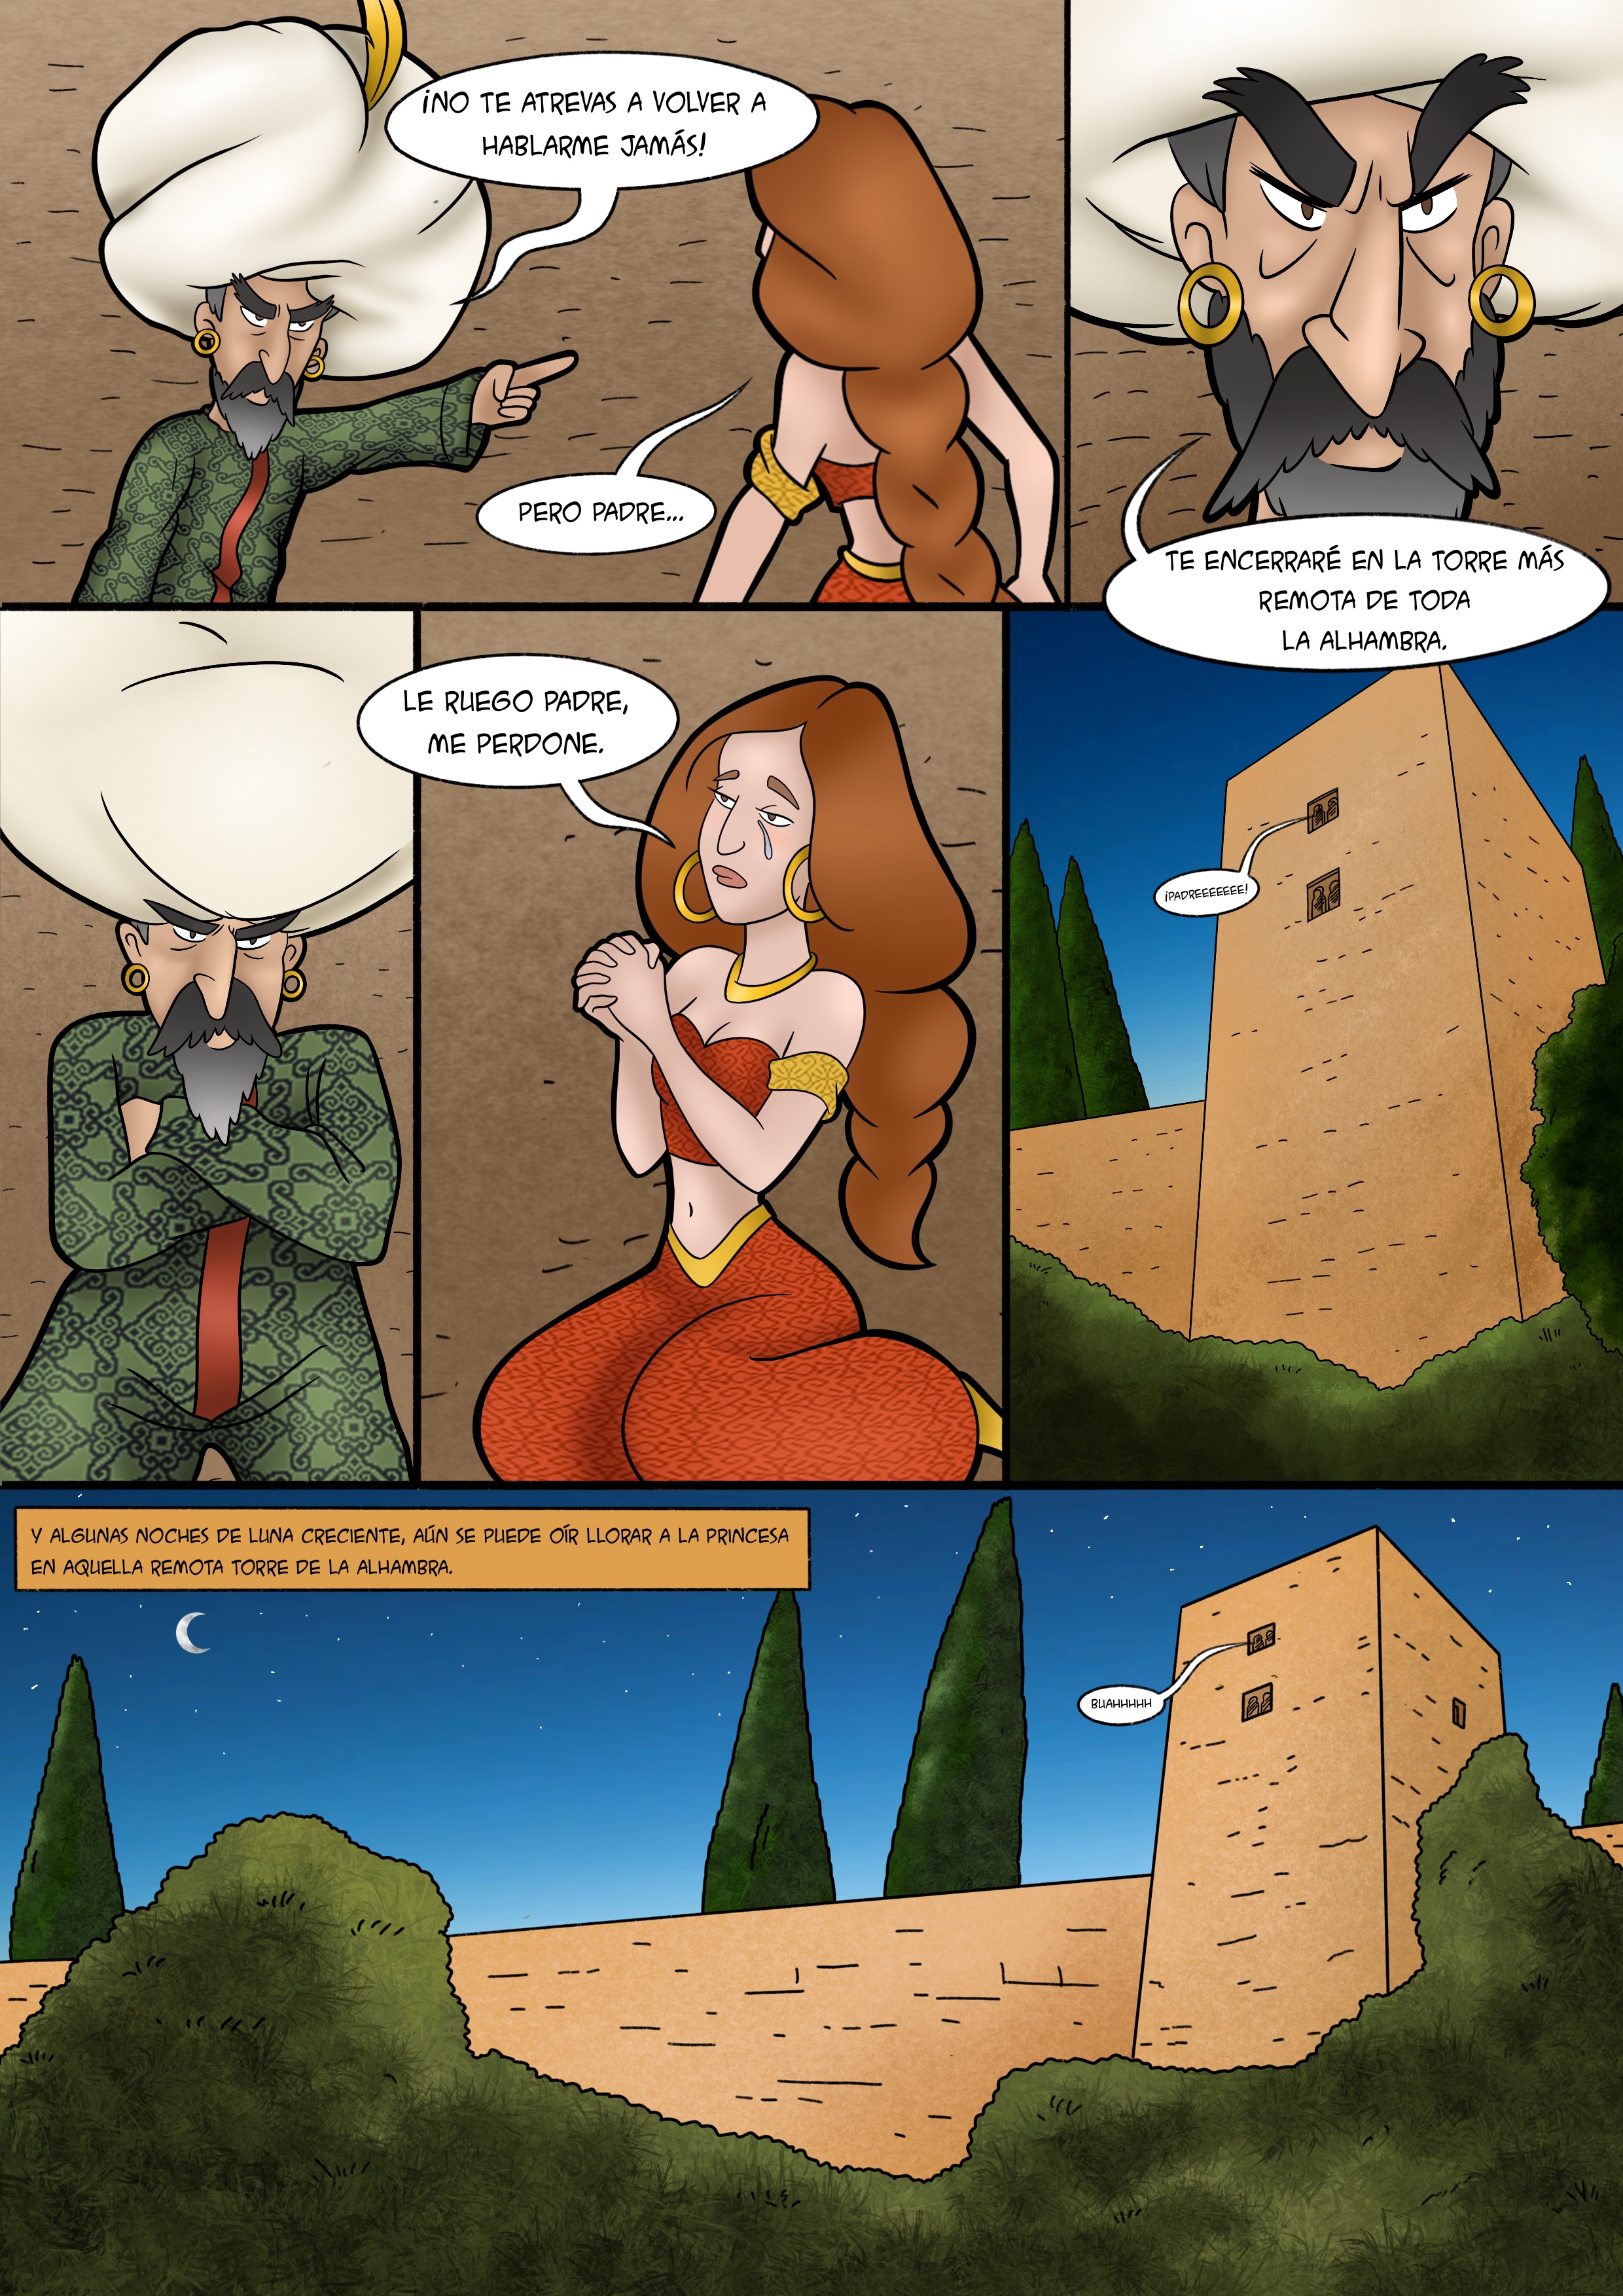 ¡NO TE ATREVAS A VOLVER A
HABLARME JAMÁS!
PERO PADRE...
TE ENCERRARÉ EN LA TORRE MÁS
REMOTA DE TODA
LA ALHAMBRA.
LE RUEGO PADRE,
ME PERDONE.
¡PADREEEEEEE!
Y ALGUNAS NOCHES DE LUNA CRECIENTE, AÚN SE PUEDE OÍR LLORAR A LA PRINCESA
EN AQUELLA REMOTA TORRE DE LA ALHAMBRA.
BUAHHHHH